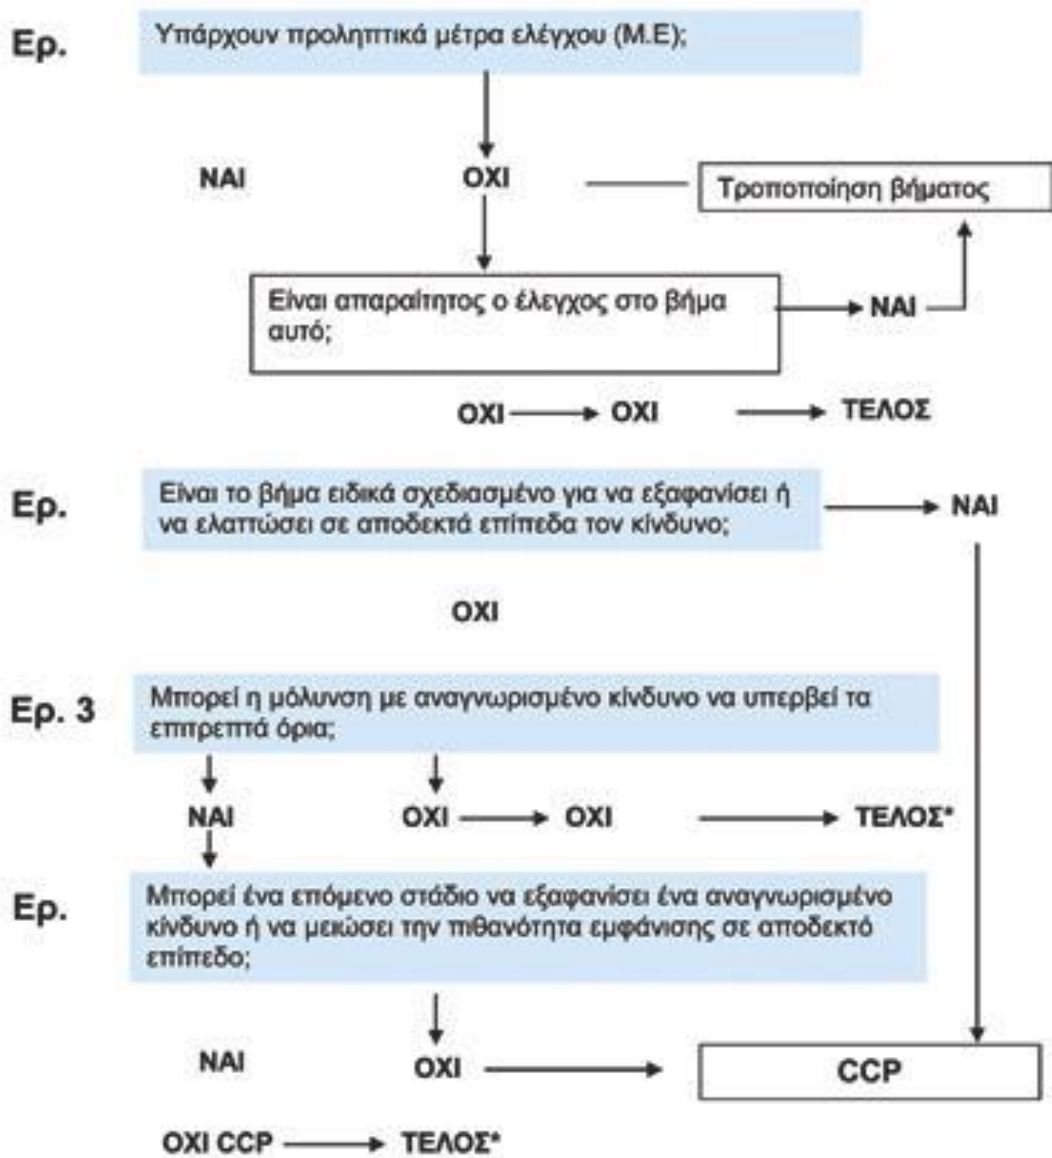 Ερ. Υπάρχουν προληπτικά μέτρα ελέγχου (Μ.Ε);
ΝΑΙ ΟΧΙ Τροποποίηση βήματος
Είναι απαραίτητος ο έλεγχος στο βήμα
αυτό;
ΝΑΙ
ΟΧΙ ΟΧΙ ΤΕΛΟΣ
Ερ. Είναι το βήμα ειδικά σχεδιασμένο για να εξαφανίσει ή
να ελαττώσει σε αποδεκτά επίπεδα τον κίνδυνο;
ΝΑΙ
ΟΧΙ
Ερ. 3 Μπορεί η μόλυνση με αναγνωρισμένο κίνδυνο να υπερβεί τα
επιτρεπτά όρια;
ΝΑΙ ΟΧΙ ΟΧΙ ΤΕΛΟΣ*
Ερ. Μπορεί ένα επόμενο στάδιο να εξαφανίσει ένα αναγνωρισμένο
κίνδυνο ή να μειώσει την πιθανότητα εμφάνισης σε αποδεκτό
επίπεδο;
ΝΑΙ ΟΧΙ CCP
ΟΧΙ CCP ΤΕΛΟΣ*